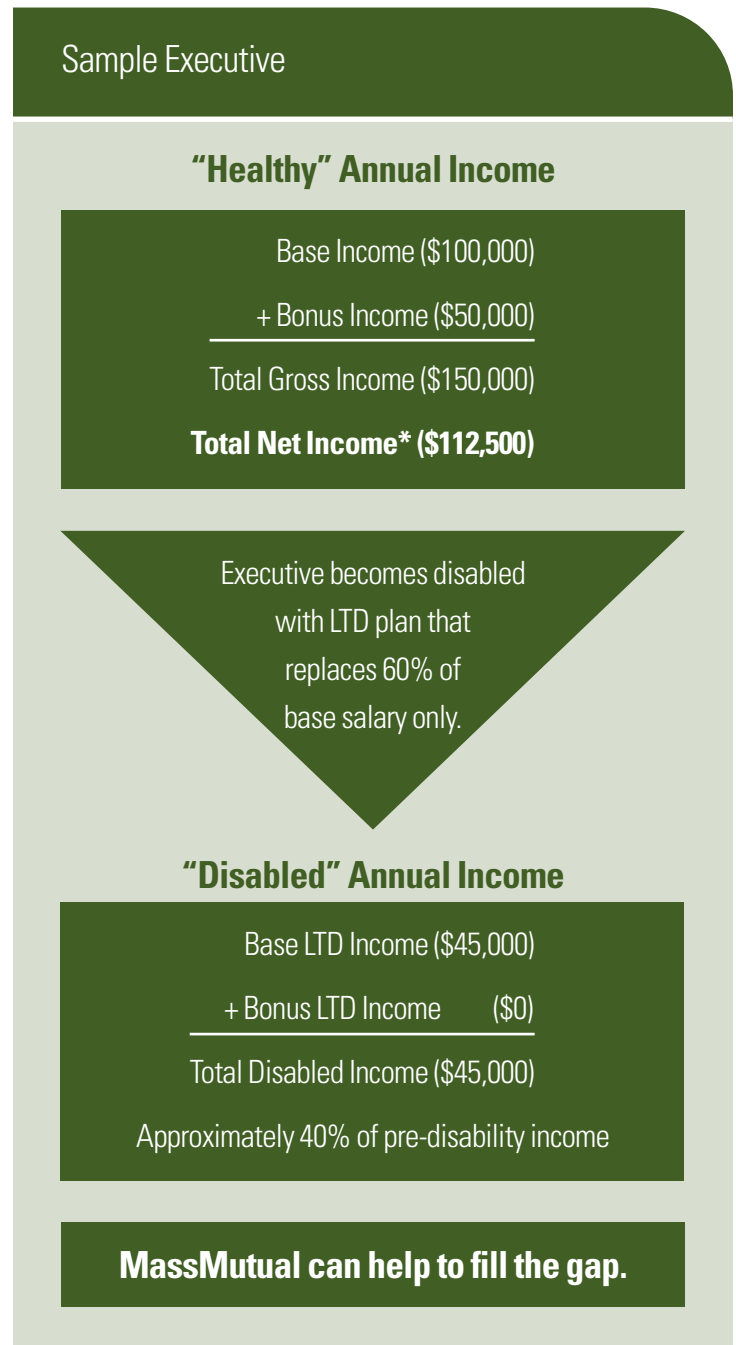 Sample Executive
“Healthy” Annual Income
Base Income ($100,000)
+ Bonus Income ($50,000)
Total Gross Income ($150,000)
Total Net Income* ($112,500)
Executive becomes disabled
with LTD plan that
replaces 60% of
base salary only.
“Disabled” Annual Income
Base LTD Income ($45,000)
+ Bonus LTD Income ($0)
Total Disabled Income ($45,000)
Approximately 40% of pre-disability income
MassMutual can help to fill the gap.